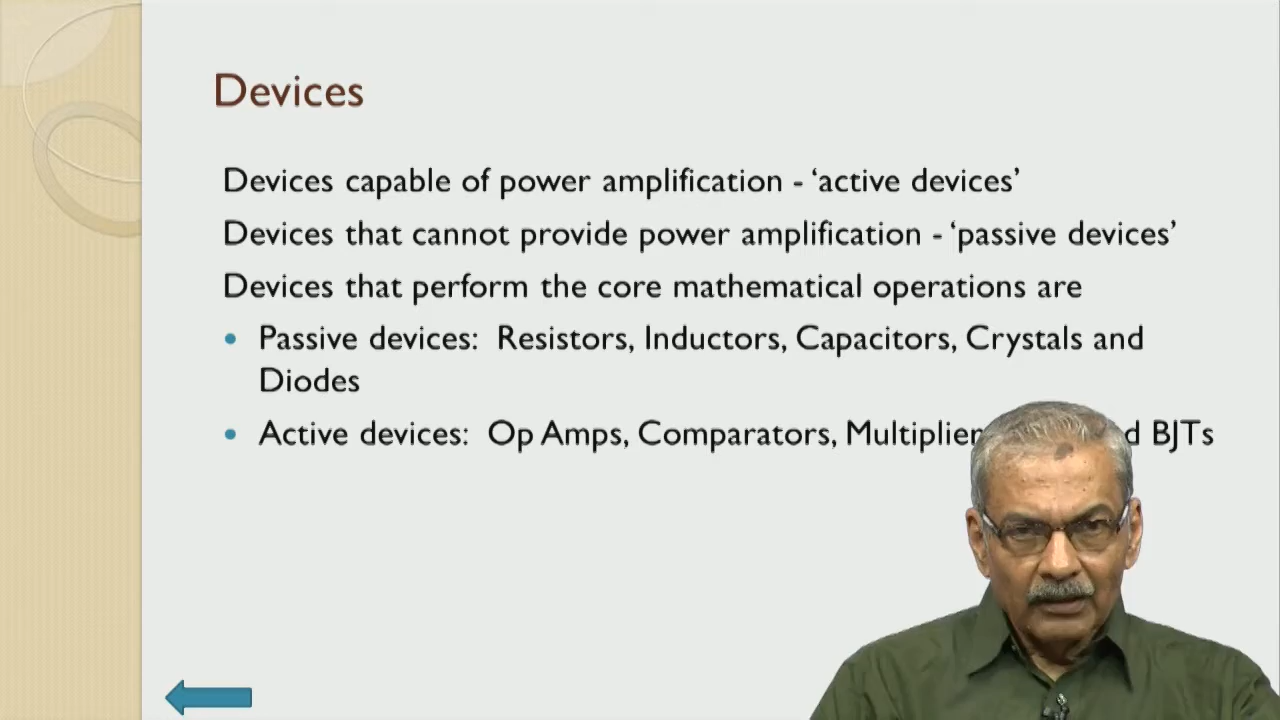 Devices
Devices capable of power amplification - ‘active devices’
Devices that cannot provide power amplification - ‘passive devices’
Devices that perform the core mathematical operations are
• Passive devices: Resistors, Inductors, Capacitors, Crystals and
Diodes
• Active devices: Op Amps, Comparators, BJTs